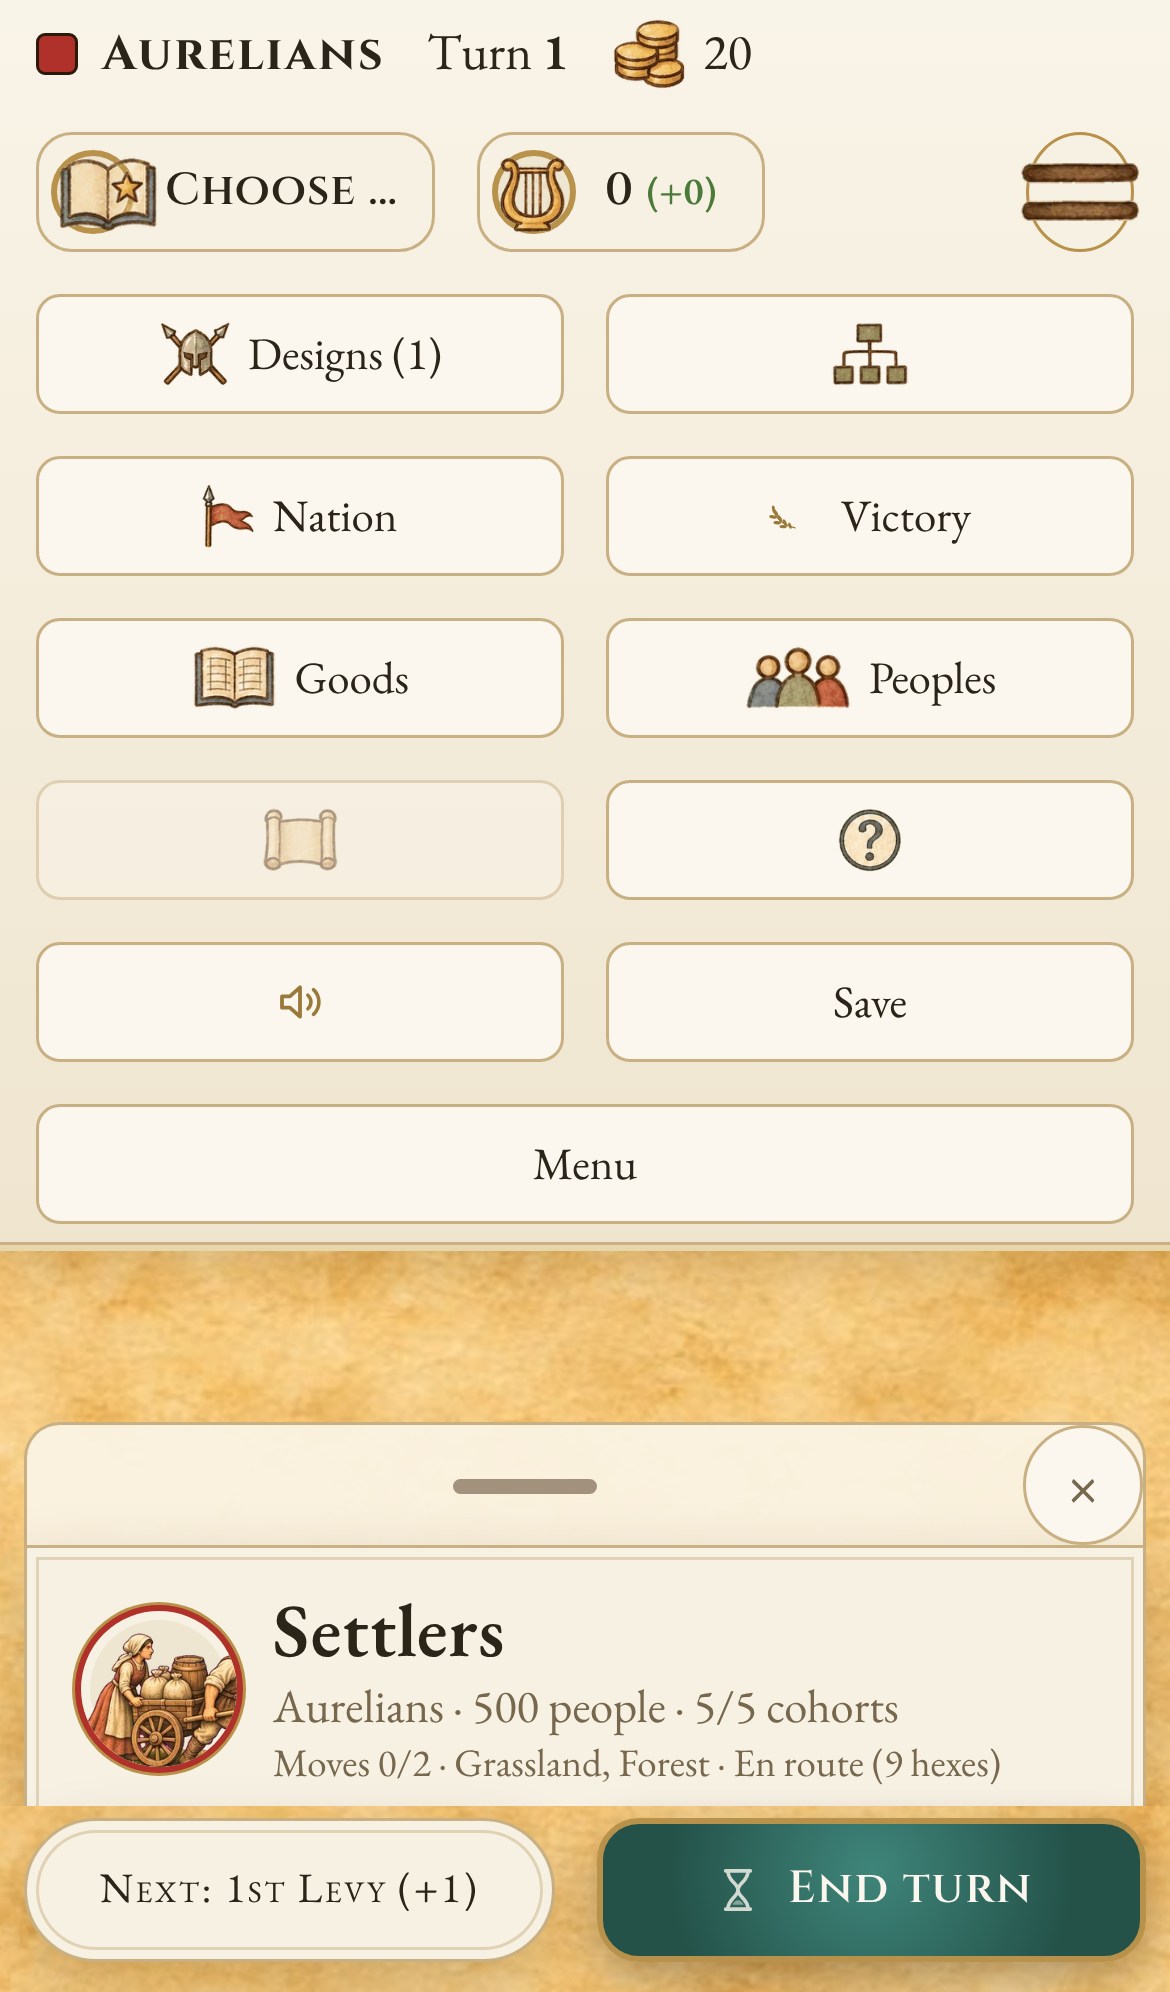 AURELIANS Turn 1 20
CHOOSE ... 0 (+0)
Designs (1)
Nation Victory
Goods Peoples
?
Save
Menu
×
Settlers
Aurelians · 500 people · 5/5 cohorts
Moves 0/2 · Grassland, Forest · En route (9 hexes)
NEXT: 1ST LEVY (+1) END TURN